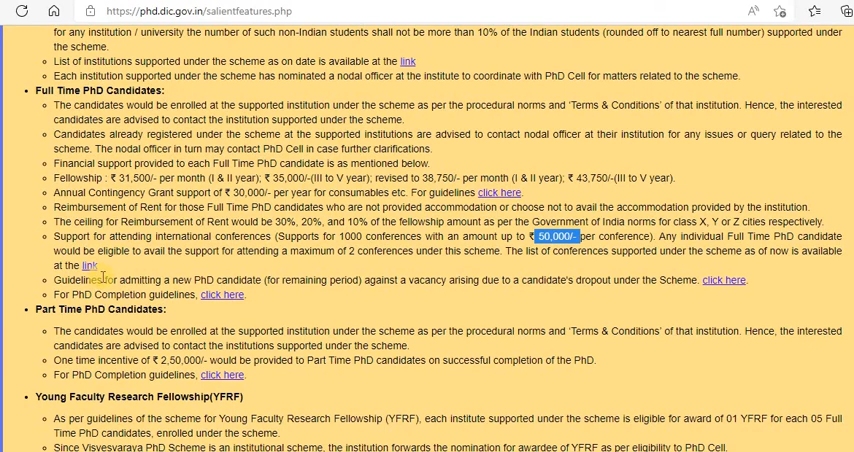 https://phd.dic.gov.in/salientfeatures.php
for any institution / university the number of such non-Indian students shall not be more than 10% of the Indian students (rounded off to nearest full number) supported under
the scheme.
List of institutions supported under the scheme as on date is available at the link
Each institution supported under the scheme has nominated a nodal officer at the institute to coordinate with PhD Cell for matters related to the scheme.
Full Time PhD Candidates:
The candidates would be enrolled at the supported institution under the scheme as per the procedural norms and 'Terms & Conditions' of that institution. Hence, the interested
candidates are advised to contact the institution supported under the scheme.
Candidates already registered under the scheme at the supported institutions are advised to contact nodal officer at their institution for any issues or query related to the
scheme. The nodal officer in turn may contact PhD Cell in case further clarifications.
Financial support provided to each Full Time PhD candidate is as mentioned below.
Fellowship : ₹ 31,500/- per month (I & II year); ₹ 35,000/-(III to V year); revised to 38,750/- per month (I & II year); ₹ 43,750/-(III to V year).
Annual Contingency Grant support of ₹ 30,000/- per year for consumables etc. For guidelines click here.
Reimbursement of Rent for those Full Time PhD Candidates who are not provided accommodation or choose not to avail the accommodation provided by the institution.
The ceiling for Reimbursement of Rent would be 30%, 20%, and 10% of the fellowship amount as per the Government of India norms for class X, Y or Z cities respectively.
Support for attending international conferences (Supports for 1000 conferences with an amount up to ₹ 50,000/- per conference). Any individual Full Time PhD candidate
would be eligible to avail the support for attending a maximum of 2 conferences under this scheme. The list of conferences supported under the scheme as of now is available
at the link
Guidelines for admitting a new PhD candidate (for remaining period) against a vacancy arising due to a candidate's dropout under the Scheme. click here.
For PhD Completion guidelines, click here.
Part Time PhD Candidates:
The candidates would be enrolled at the supported institution under the scheme as per the procedural norms and 'Terms & Conditions' of that institution. Hence, the interested
candidates are advised to contact the institutions supported under the scheme.
One time incentive of ₹ 2,50,000/- would be provided to Part Time PhD candidates on successful completion of the PhD.
For PhD Completion guidelines, click here.
Young Faculty Research Fellowship(YFRF)
As per guidelines of the scheme for Young Faculty Research Fellowship (YFRF), each institute supported under the scheme is eligible for award of 01 YFRF for each 05 Full
Time PhD candidates, enrolled under the scheme.
Since Visvesvaraya PhD Scheme is an institutional scheme, the institution forwards the nomination for awardee of YFRF as per eligibility to PhD Cell.